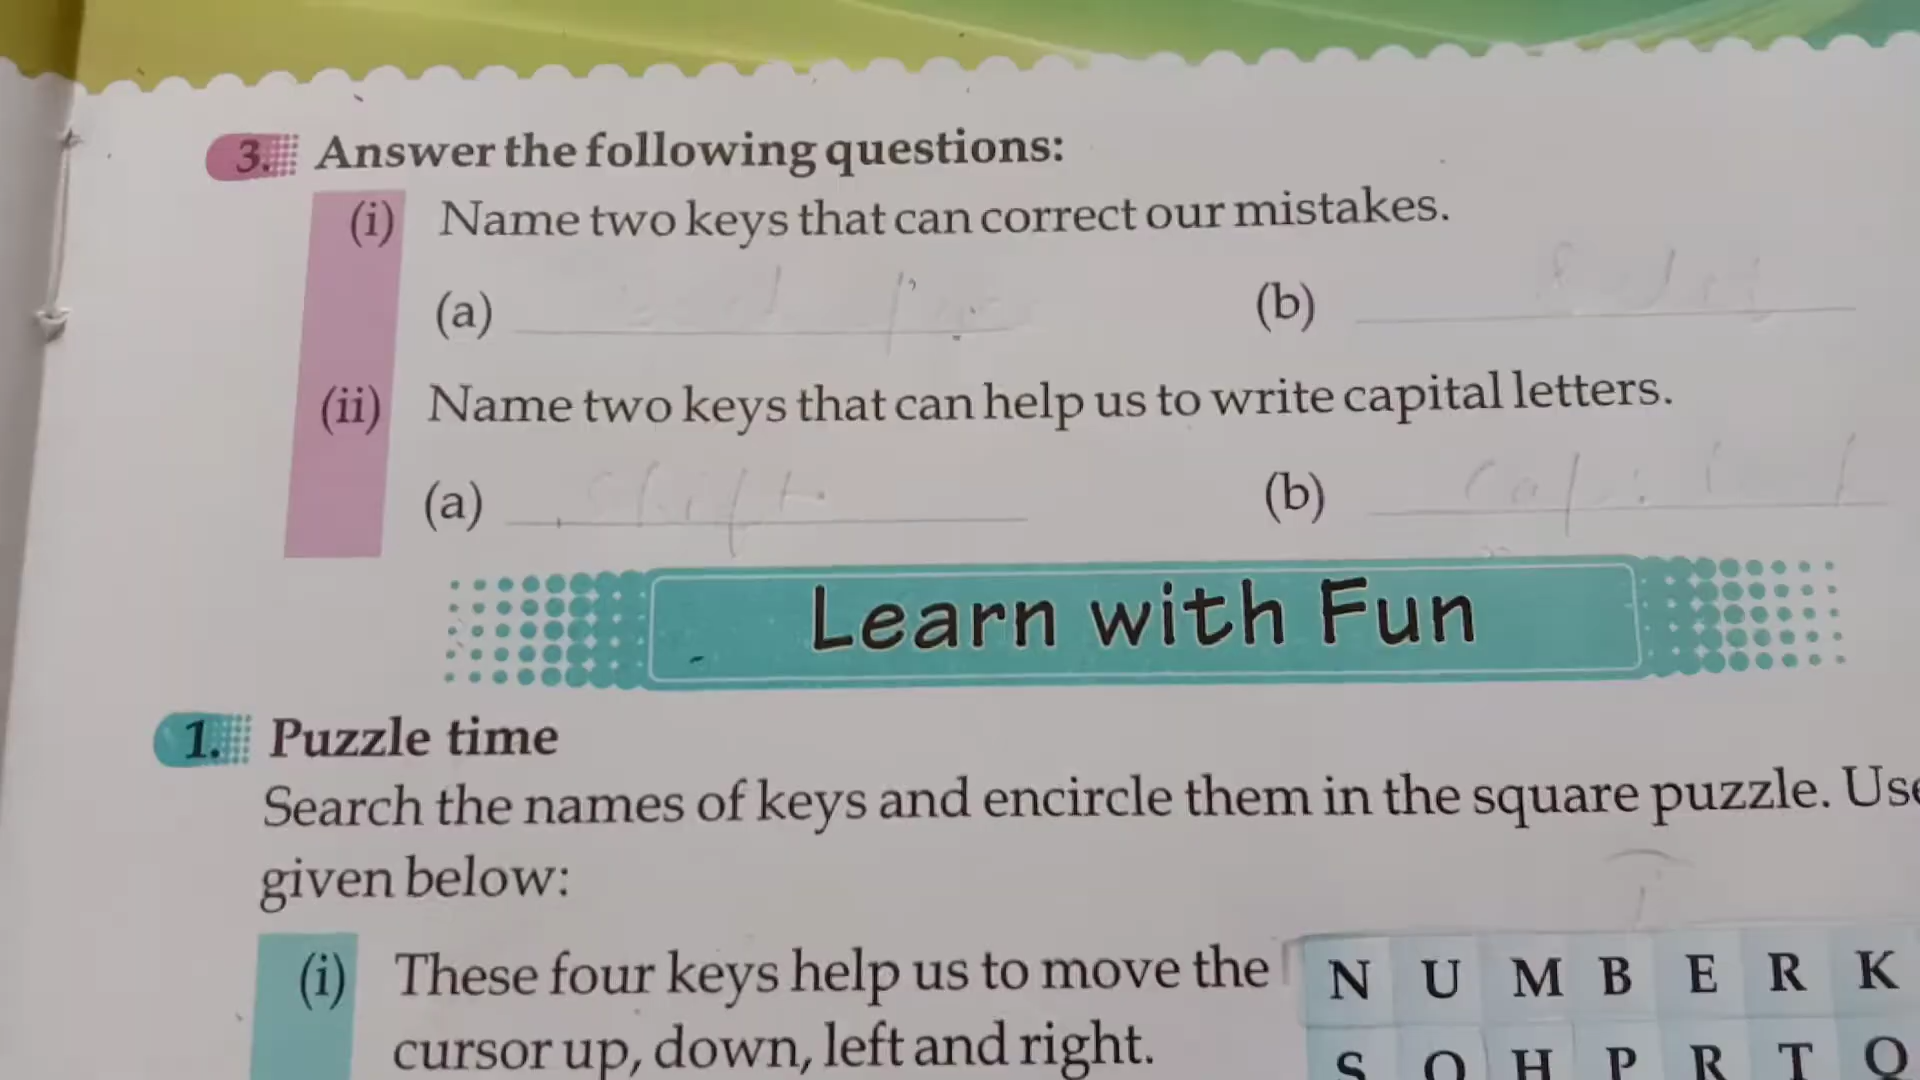 3. Answer the following questions:
(i) Name two keys that can correct our mistakes.
(a) (b)
(ii) Name two keys that can help us to write capital letters.
(a) shift (b)
Learn with Fun
1. Puzzle time
Search the names of keys and encircle them in the square puzzle. Use
given below:
(i) These four keys help us to move the
cursor up, down, left and right.
N U M B E R K
S O H P R T Q